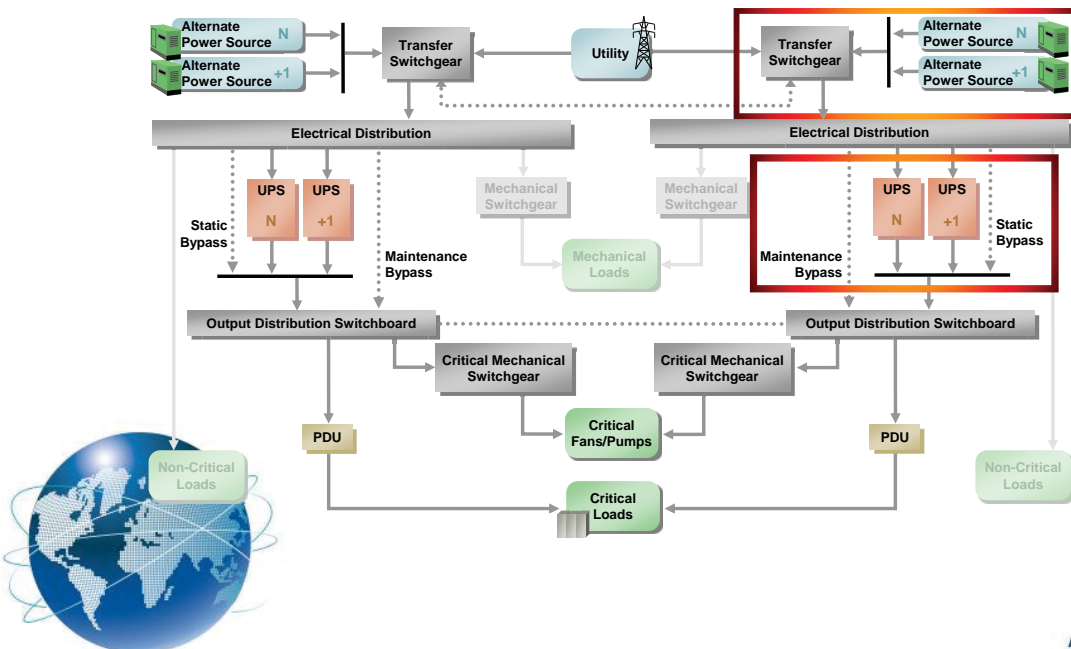 Alternate
Power Source N
Alternate
Power Source +1
Transfer
Switchgear
Utility
Transfer
Switchgear
Alternate
Power Source N
Alternate
Power Source +1
Electrical Distribution
Electrical Distribution
UPS
N
UPS
+1
Static
Bypass
Maintenance
Bypass
Mechanical
Switchgear
Mechanical
Switchgear
Mechanical
Loads
Maintenance
Bypass
UPS
N
UPS
+1
Static
Bypass
Output Distribution Switchboard
Output Distribution Switchboard
Critical Mechanical
Switchgear
Critical Mechanical
Switchgear
PDU
Critical
Fans/Pumps
PDU
Non-Critical
Loads
Critical
Loads
Non-Critical
Loads